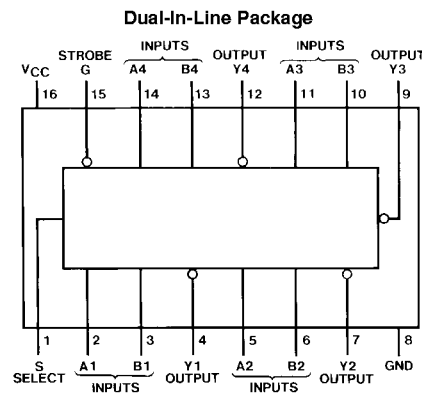 Dual-In-Line Package
INPUTS INPUTS
STROBE OUTPUT OUTPUT
VCC G A4 B4 Y4 A3 B3 Y3
16 15 14 13 12 11 10 9
1 2 3 4 5 6 7 8
S A1 B1 Y1 A2 B2 Y2 GND
SELECT INPUTS OUTPUT INPUTS OUTPUT